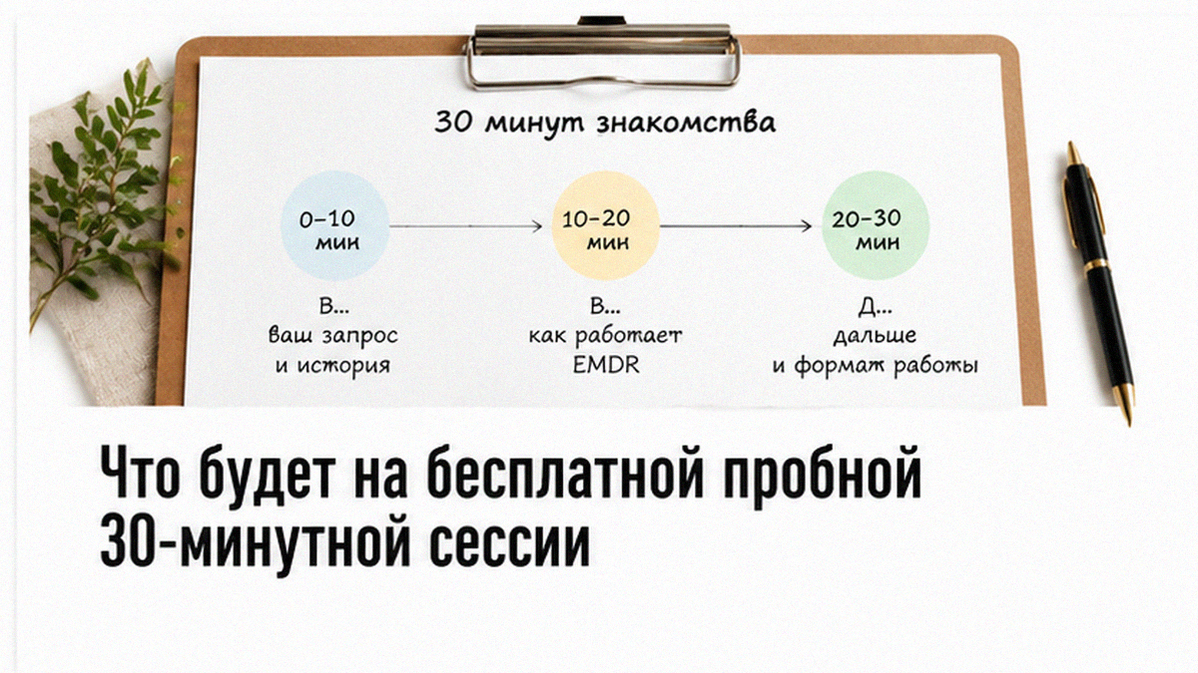 30 минут знакомства
0–10 мин
10–20 мин
20–30 мин
В...
ваш запрос
и история
В...
как работает
EMDR
Д...
дальше
и формат работы
Что будет на бесплатной пробной
30-минутной сессии